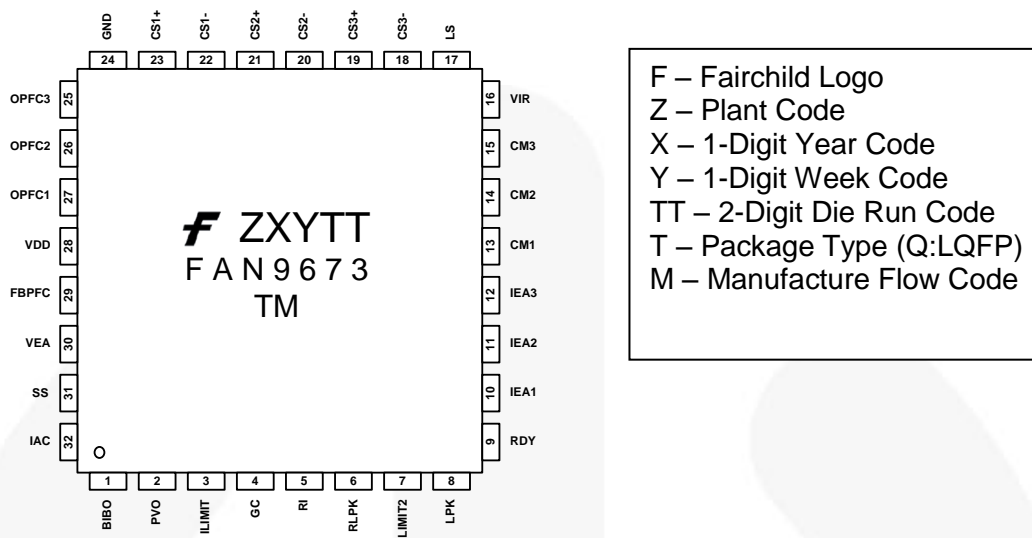 GND CS1+ CS1- CS2+ CS2- CS3+ CS3- LS
24 23 22 21 20 19 18 17
OPFC3 25
OPFC2 26
OPFC1 27
VDD 28
FBPFC 29
VEA 30
SS 31
IAC 32
ZXYTT
FAN9673
TM
16 VIR
15 CM3
14 CM2
13 CM1
12 IEA3
11 IEA2
10 IEA1
9 RDY
1 2 3 4 5 6 7 8
BIBO PVO ILIMIT GC RI RLPK LIMIT2 LPK
F – Fairchild Logo
Z – Plant Code
X – 1-Digit Year Code
Y – 1-Digit Week Code
TT – 2-Digit Die Run Code
T – Package Type (Q:LQFP)
M – Manufacture Flow Code